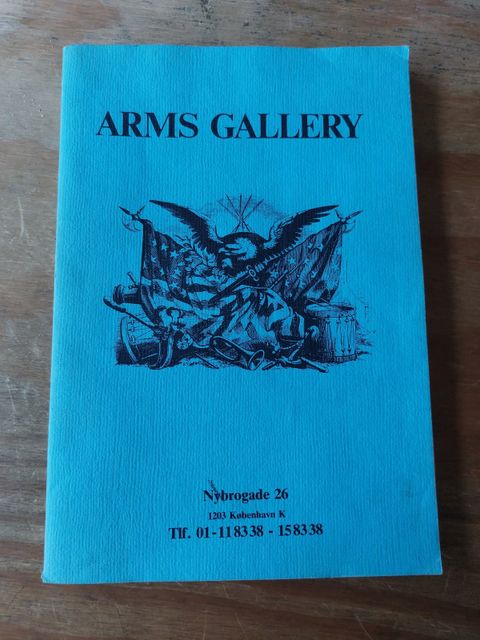 ARMS GALLERY
Nybrogade 26
1203 København K
Tlf. 01-118338 - 158338